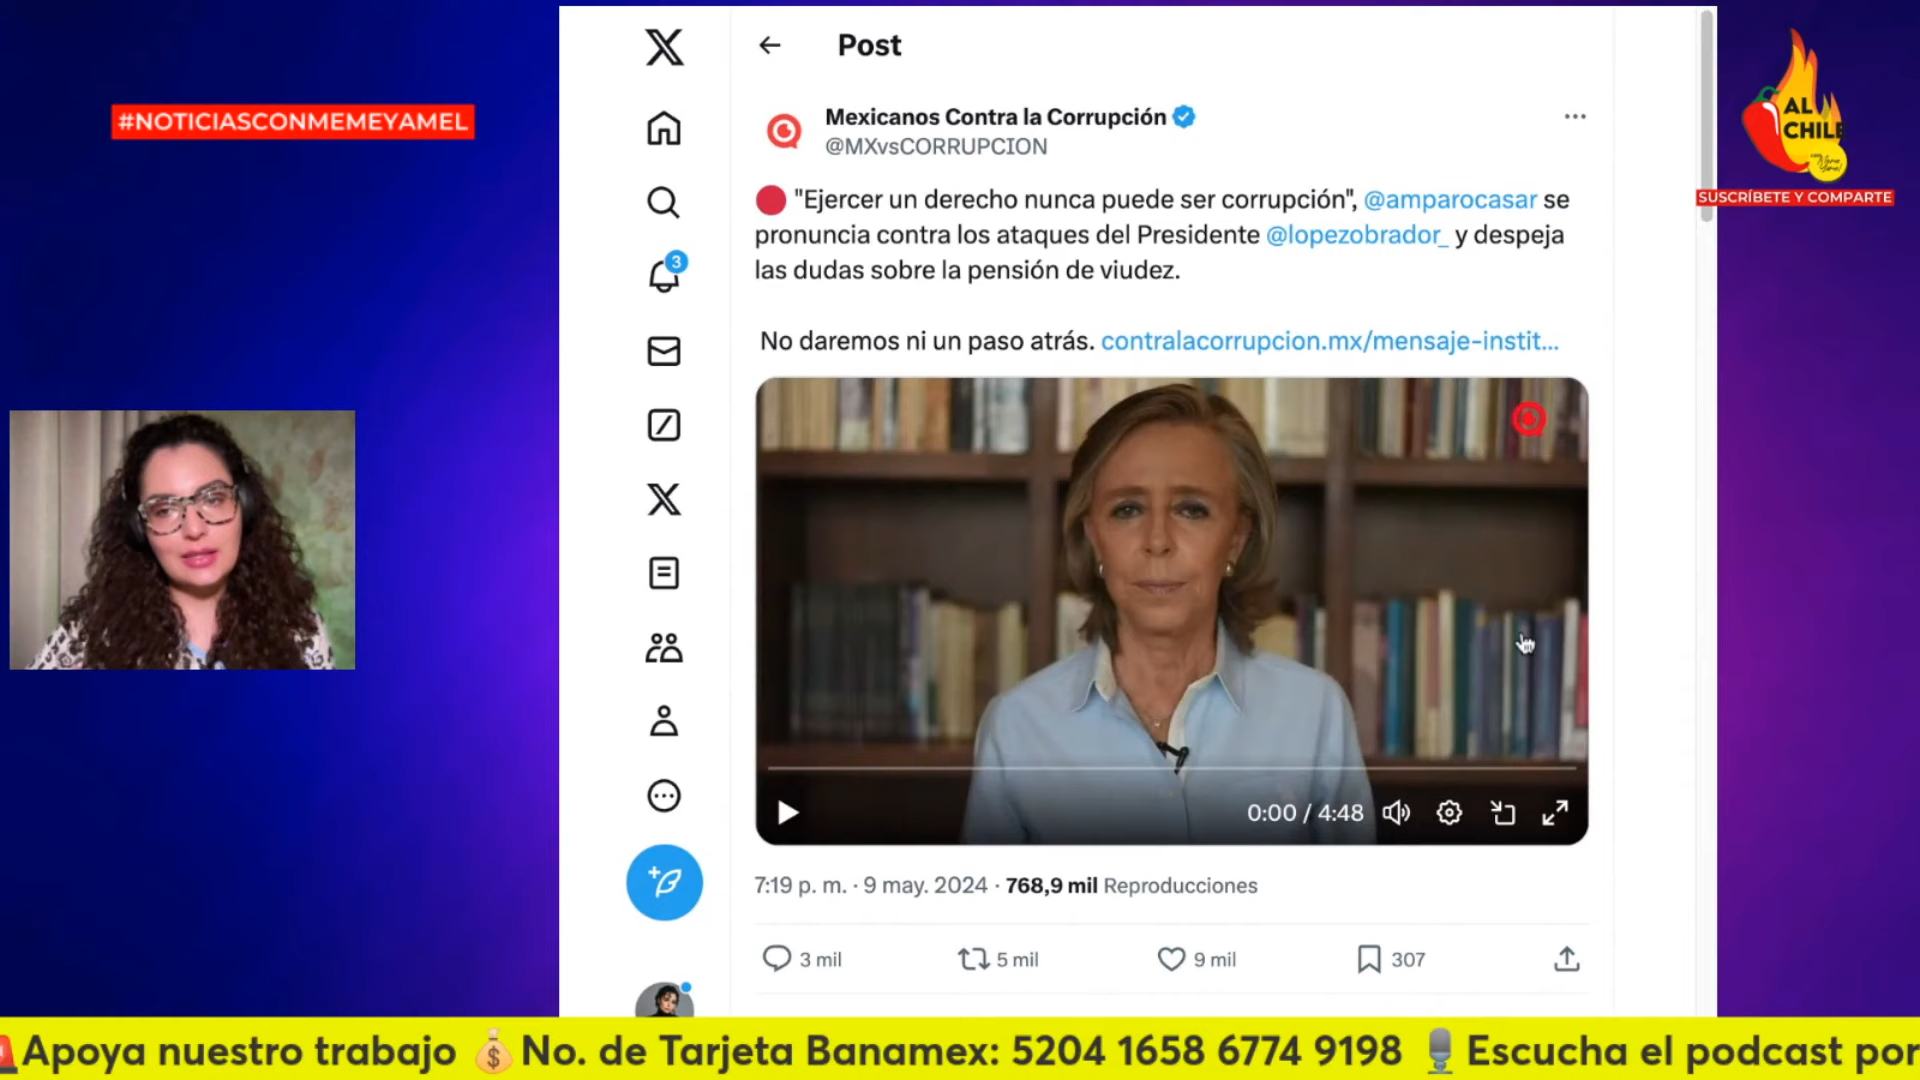 #NOTICIASCONMEMEYAMEL
Post
Mexicanos Contra la Corrupción
@MXvsCORRUPCION
"Ejercer un derecho nunca puede ser corrupción", @amparocasar se
pronuncia contra los ataques del Presidente @lopezobrador_ y despeja
las dudas sobre la pensión de viudez.
No daremos ni un paso atrás. contralacorrupcion.mx/mensaje-instit...
3
0:00 / 4:48
7:19 p. m. · 9 may. 2024 · 768,9 mil Reproducciones
3 mil 5 mil 9 mil 307
AL
CHILE
SUSCRÍBETE Y COMPARTE
Apoya nuestro trabajo 💰 No. de Tarjeta Banamex: 5204 1658 6774 9198 🎙️ Escucha el podcast por